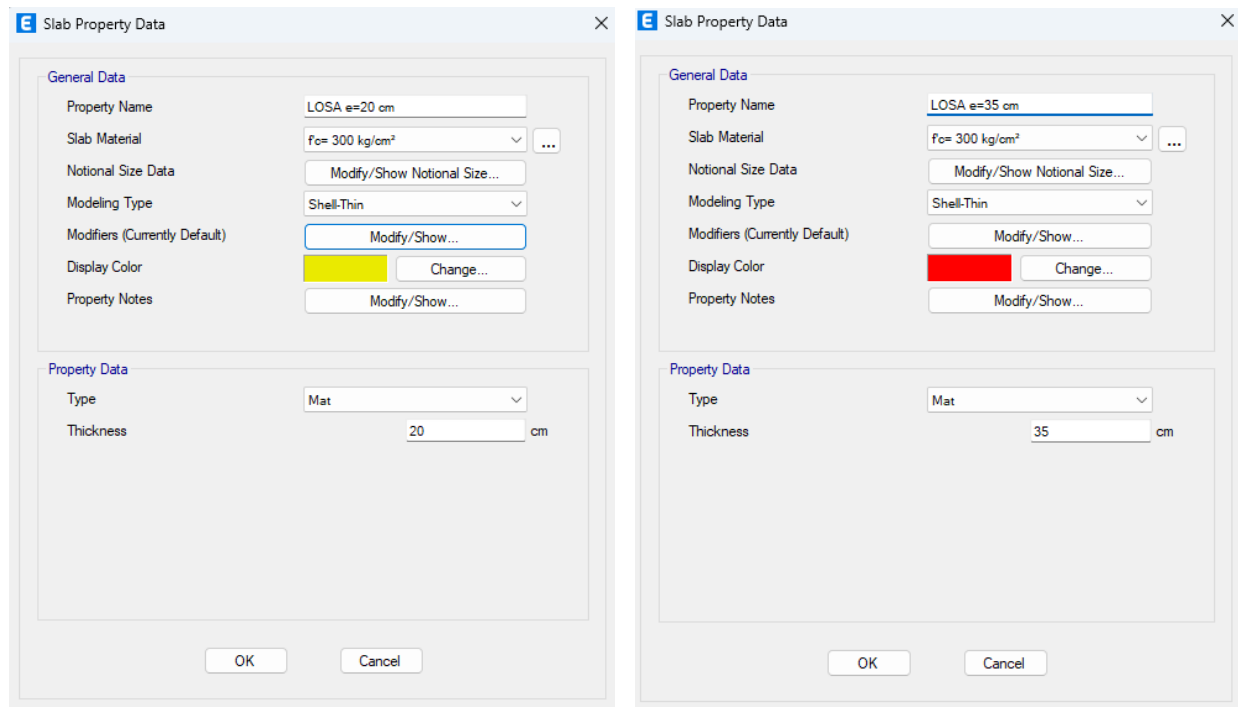 E Slab Property Data
General Data
Property Name LOSA e=20 cm
Slab Material f'c= 300 kg/cm² ...
Notional Size Data Modify/Show Notional Size...
Modeling Type Shell-Thin
Modifiers (Currently Default) Modify/Show...
Display Color Change...
Property Notes Modify/Show...
Property Data
Type Mat
Thickness 20 cm
OK Cancel
E Slab Property Data
General Data
Property Name LOSA e=35 cm
Slab Material f'c= 300 kg/cm² ...
Notional Size Data Modify/Show Notional Size...
Modeling Type Shell-Thin
Modifiers (Currently Default) Modify/Show...
Display Color Change...
Property Notes Modify/Show...
Property Data
Type Mat
Thickness 35 cm
OK Cancel